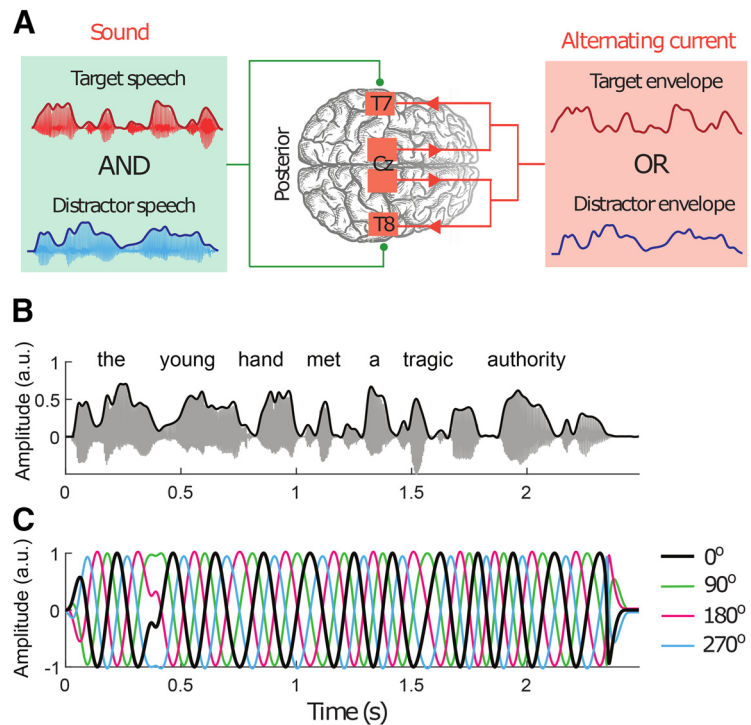 A
Sound
Alternating current
Target speech
AND
Distractor speech
Posterior
T7
Cz
T8
Target envelope
OR
Distractor envelope
B
the young hand met a tragic authority
Amplitude (a.u.)
1
0.5
0
0 0.5 1 1.5 2
C
Amplitude (a.u.)
1
0
-1
0 0.5 1 1.5 2
Time (s)
0°
90°
180°
270°